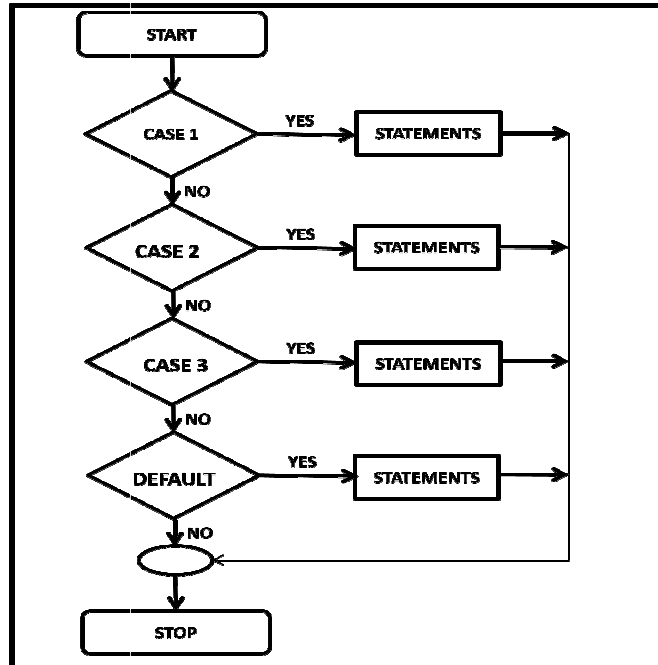 START
CASE 1
YES
STATEMENTS
NO
CASE 2
YES
STATEMENTS
NO
CASE 3
YES
STATEMENTS
NO
DEFAULT
YES
STATEMENTS
NO
STOP